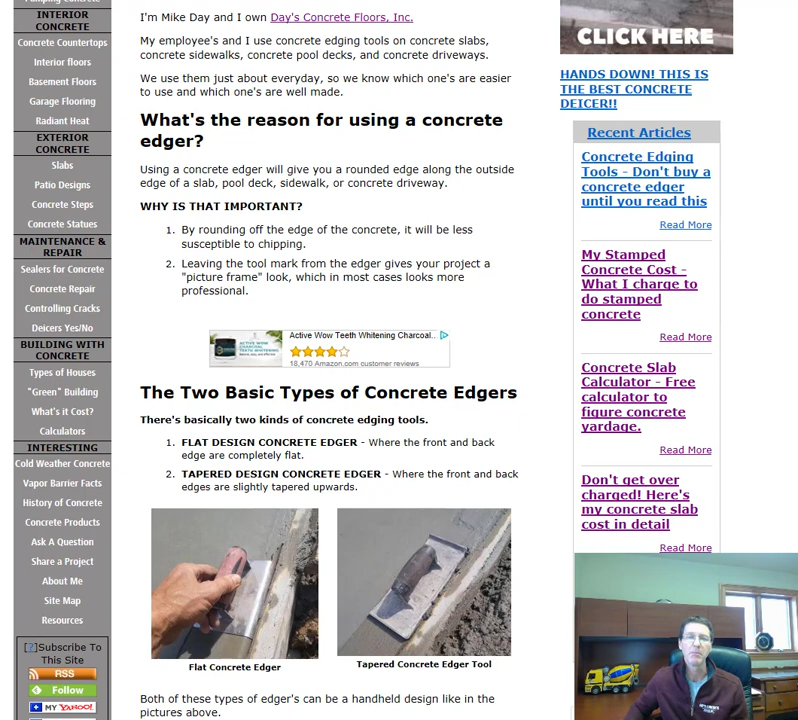 INTERIOR
CONCRETE
Concrete Countertops
Interior floors
Basement Floors
Garage Flooring
Radiant Heat
EXTERIOR
CONCRETE
Slabs
Patio Designs
Concrete Steps
Concrete Statues
MAINTENANCE &
REPAIR
Sealers for Concrete
Concrete Repair
Controlling Cracks
Deicers Yes/No
BUILDING WITH
CONCRETE
Types of Houses
"Green" Building
What's it Cost?
Calculators
INTERESTING
Cold Weather Concrete
Vapor Barrier Facts
History of Concrete
Concrete Products
Ask A Question
Share a Project
About Me
Site Map
Resources
[?]Subscribe To
This Site
RSS
Follow
MY YAHOO!
I'm Mike Day and I own Day's Concrete Floors, Inc.
My employee's and I use concrete edging tools on concrete slabs,
concrete sidewalks, concrete pool decks, and concrete driveways.
We use them just about everyday, so we know which one's are easier
to use and which one's are well made.
What's the reason for using a concrete
edger?
Using a concrete edger will give you a rounded edge along the outside
edge of a slab, pool deck, sidewalk, or concrete driveway.
WHY IS THAT IMPORTANT?
1. By rounding off the edge of the concrete, it will be less
susceptible to chipping.
2. Leaving the tool mark from the edger gives your project a
"picture frame" look, which in most cases looks more
professional.
Active Wow Teeth Whitening Charcoal..
18,470 Amazon.com customer reviews
The Two Basic Types of Concrete Edgers
There's basically two kinds of concrete edging tools.
1. FLAT DESIGN CONCRETE EDGER - Where the front and back
edge are completely flat.
2. TAPERED DESIGN CONCRETE EDGER - Where the front and back
edges are slightly tapered upwards.
Flat Concrete Edger
Tapered Concrete Edger Tool
Both of these types of edger's can be a handheld design like in the
pictures above.
CLICK HERE
HANDS DOWN! THIS IS
THE BEST CONCRETE
DEICER!!
Recent Articles
Concrete Edging
Tools - Don't buy a
concrete edger
until you read this
Read More
My Stamped
Concrete Cost -
What I charge to
do stamped
concrete
Read More
Concrete Slab
Calculator - Free
calculator to
figure concrete
yardage.
Read More
Don't get over
charged! Here's
my concrete slab
cost in detail
Read More